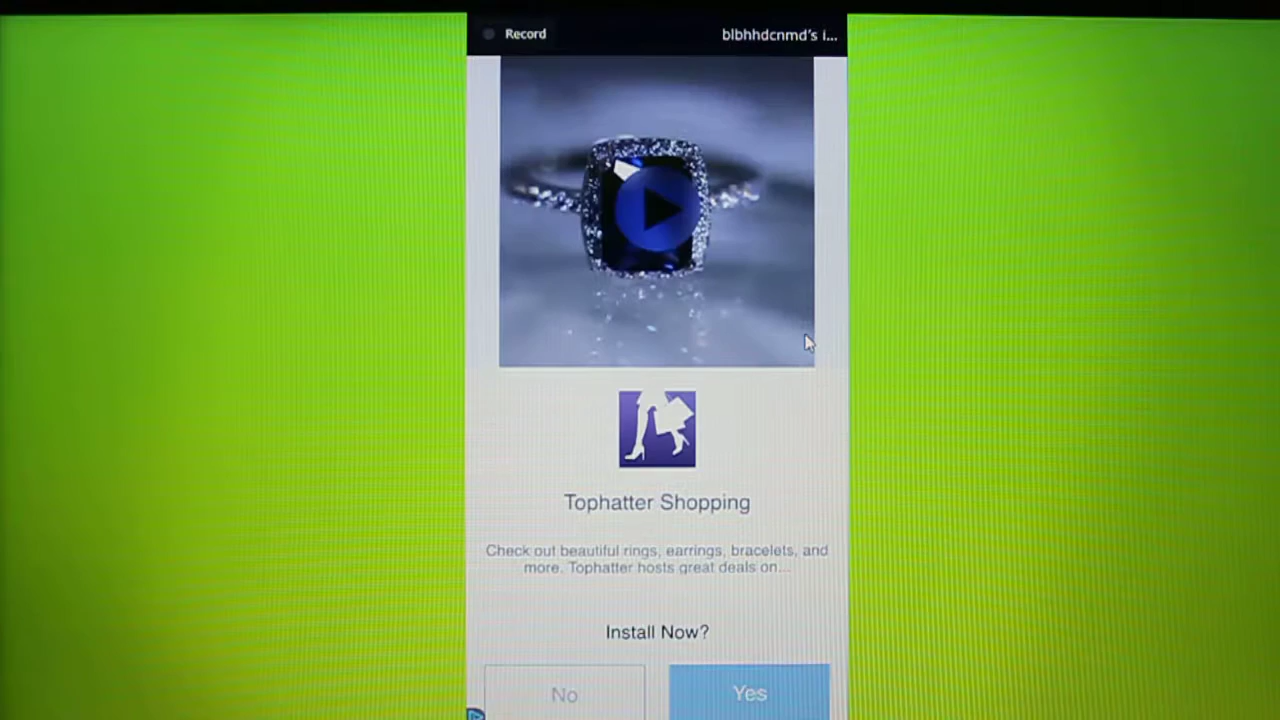 Record
blbhhdcnmd's i...
Tophatter Shopping
Check out beautiful rings, earrings, bracelets, and
more. Tophatter hosts great deals on...
Install Now?
No
Yes